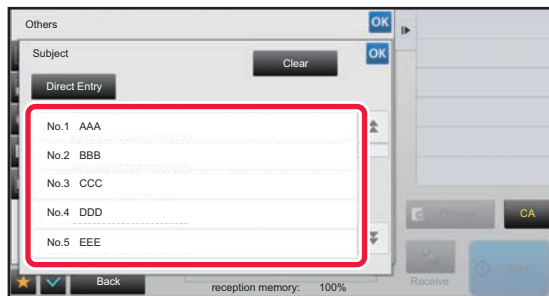 Others
OK
Subject
Clear
OK
Direct Entry
No.1 AAA
No.2 BBB
No.3 CCC
No.4 DDD
No.5 EEE
Preview
CA
Back
reception memory: 100%
Receive
Start